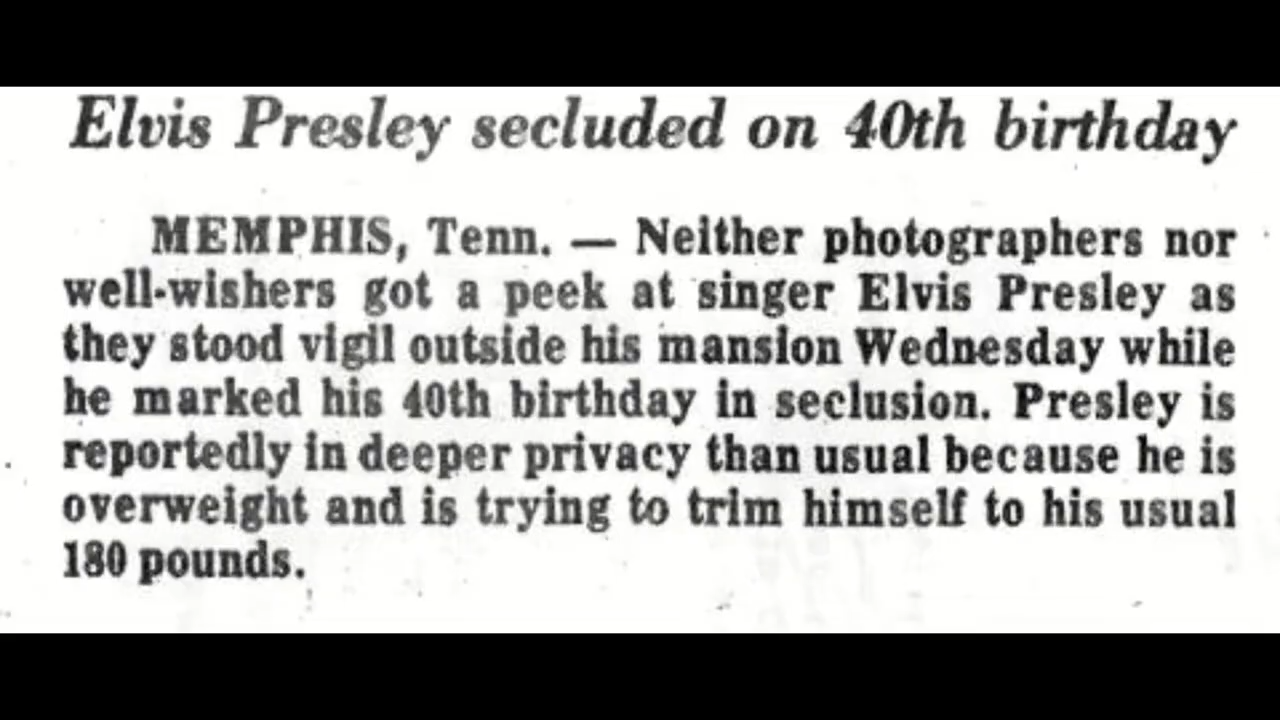 Elvis Presley secluded on 40th birthday
MEMPHIS, Tenn. — Neither photographers nor
well-wishers got a peek at singer Elvis Presley as
they stood vigil outside his mansion Wednesday while
he marked his 40th birthday in seclusion. Presley is
reportedly in deeper privacy than usual because he is
overweight and is trying to trim himself to his usual
180 pounds.